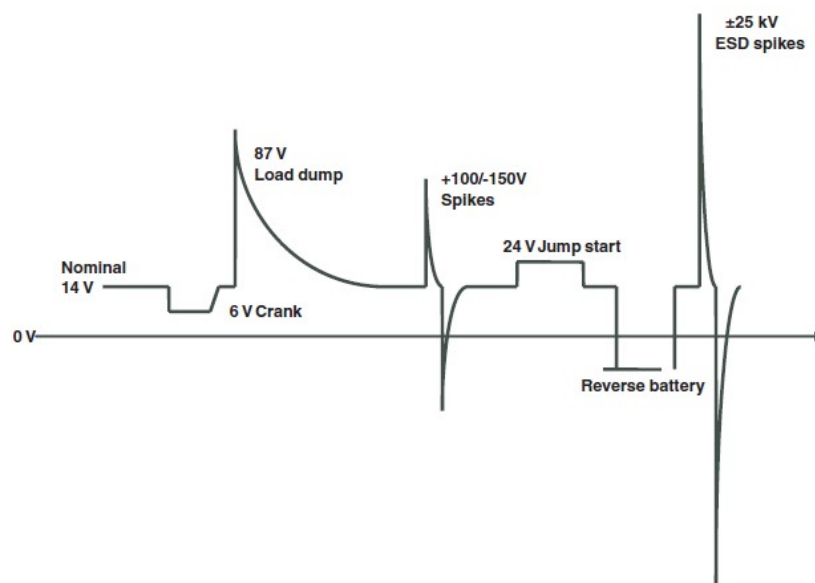 ±25 kV
ESD spikes
87 V
Load dump
+100/-150V
Spikes
24 V Jump start
Nominal
14 V
6 V Crank
0 V
Reverse battery